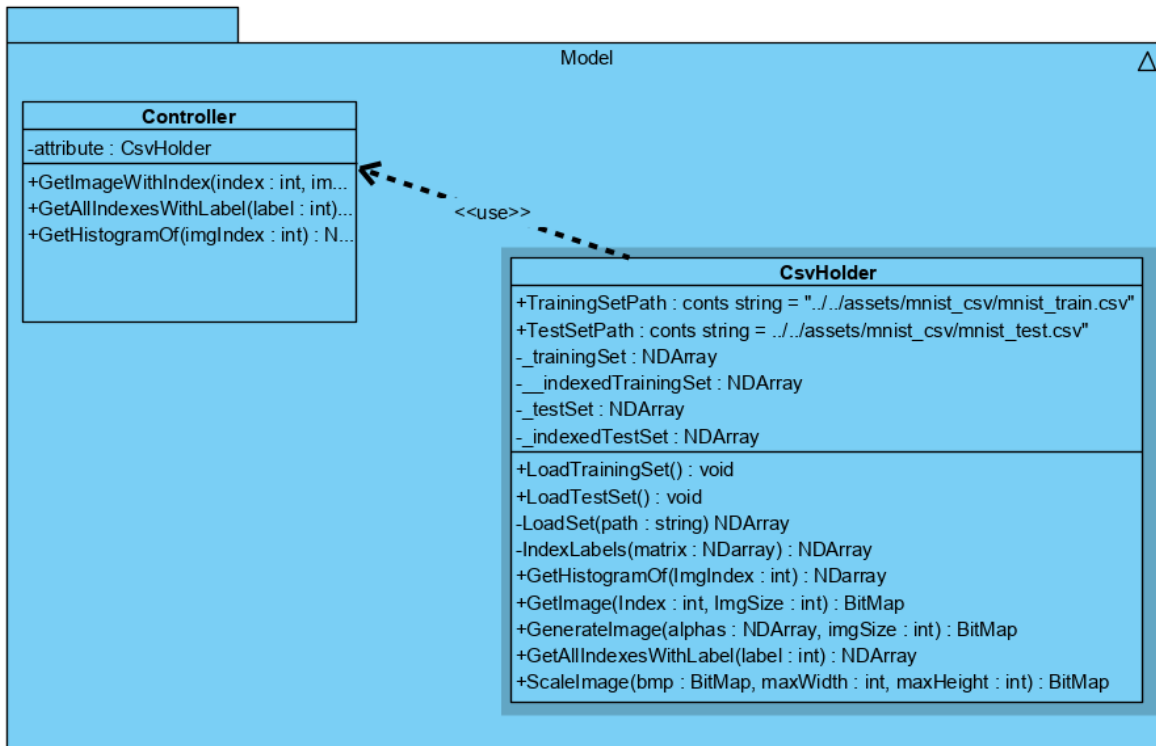 Model
Controller
-attribute : CsvHolder
+GetImageWithIndex(index : int, im...
+GetAllIndexesWithLabel(label : int)...
+GetHistogramOf(imgIndex : int) : N...
<<use>>
CsvHolder
+TrainingSetPath : conts string = "../../assets/mnist_csv/mnist_train.csv"
+TestSetPath : conts string = ../../assets/mnist_csv/mnist_test.csv"
-_trainingSet : NDArray
-__indexedTrainingSet : NDArray
-_testSet : NDArray
-_indexedTestSet : NDArray
+LoadTrainingSet() : void
+LoadTestSet() : void
-LoadSet(path : string) NDArray
-IndexLabels(matrix : NDarray) : NDArray
+GetHistogramOf(ImgIndex : int) : NDarray
+GetImage(Index : int, ImgSize : int) : BitMap
+GenerateImage(alphas : NDArray, imgSize : int) : BitMap
+GetAllIndexesWithLabel(label : int) : NDArray
+ScaleImage(bmp : BitMap, maxWidth : int, maxHeight : int) : BitMap